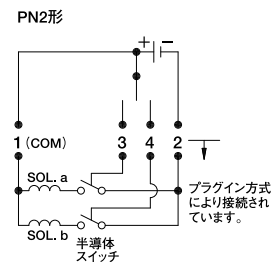 PN2形
+ −
1 (COM) 3 4 2
SOL. a
SOL. b
半導体
スイッチ
プラグイン方式
により接続され
ています。